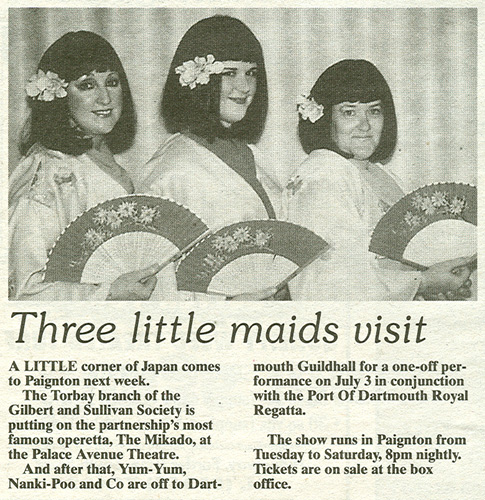 Three little maids visit
A LITTLE corner of Japan comes
to Paignton next week.
The Torbay branch of the
Gilbert and Sullivan Society is
putting on the partnership's most
famous operetta, The Mikado, at
the Palace Avenue Theatre.
And after that, Yum-Yum,
Nanki-Poo and Co are off to Dart-
mouth Guildhall for a one-off per-
formance on July 3 in conjunction
with the Port Of Dartmouth Royal
Regatta.
The show runs in Paignton from
Tuesday to Saturday, 8pm nightly.
Tickets are on sale at the box
office.